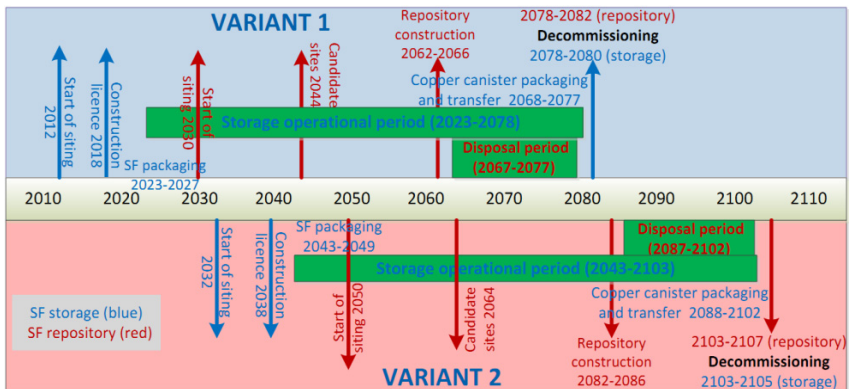 VARIANT 1
Start of
siting
2012
Construction
licence 2018
SF packaging
2023-2027
Start of
siting 2030
Candidate
sites 2044
Repository
construction
2062-2066
2078-2082 (repository)
Decommissioning
2078-2080 (storage)
Copper canister packaging
and transfer 2068-2077
Storage operational period (2023-2078)
Disposal period
(2067-2077)
2010 2020 2030 2040 2050 2060 2070 2080 2090 2100 2110
Start of siting
2032
Construction
licence 2038
SF packaging
2043-2049
Start of
siting 2050
Candidate
sites 2064
Storage operational period (2043-2103)
Disposal period
(2087-2102)
Copper canister packaging
and transfer 2088-2102
Repository
construction
2082-2086
2103-2107 (repository)
Decommissioning
2103-2105 (storage)
SF storage (blue)
SF repository (red)
VARIANT 2